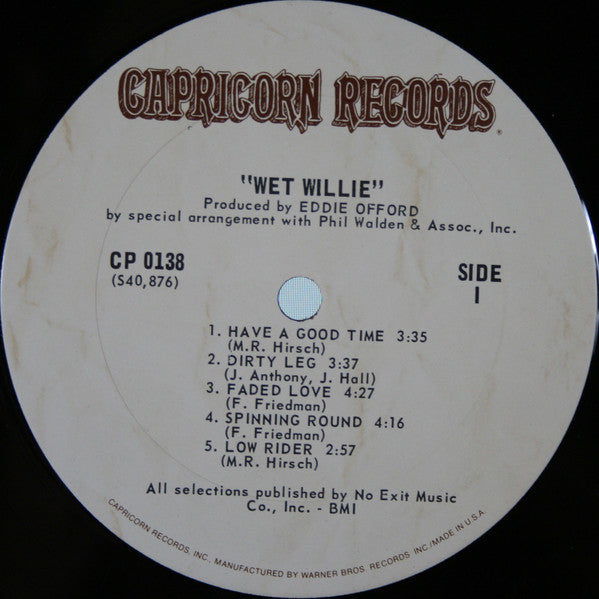 CAPRICORN RECORDS®
"WET WILLIE"
Produced by EDDIE OFFORD
by special arrangement with Phil Walden & Assoc., Inc.
CP 0138
(S40,876)
SIDE
1
1. HAVE A GOOD TIME 3:35
(M.R. Hirsch)
2. DIRTY LEG 3:37
(J. Anthony, J. Hall)
3. FADED LOVE 4:27
(F. Friedman)
4. SPINNING ROUND 4:16
(F. Friedman)
5. LOW RIDER 2:57
(M.R. Hirsch)
All selections published by No Exit Music
Co., Inc. - BMI
CAPRICORN RECORDS, INC., MANUFACTURED BY WARNER BROS. RECORDS, INC./MADE IN U.S.A.